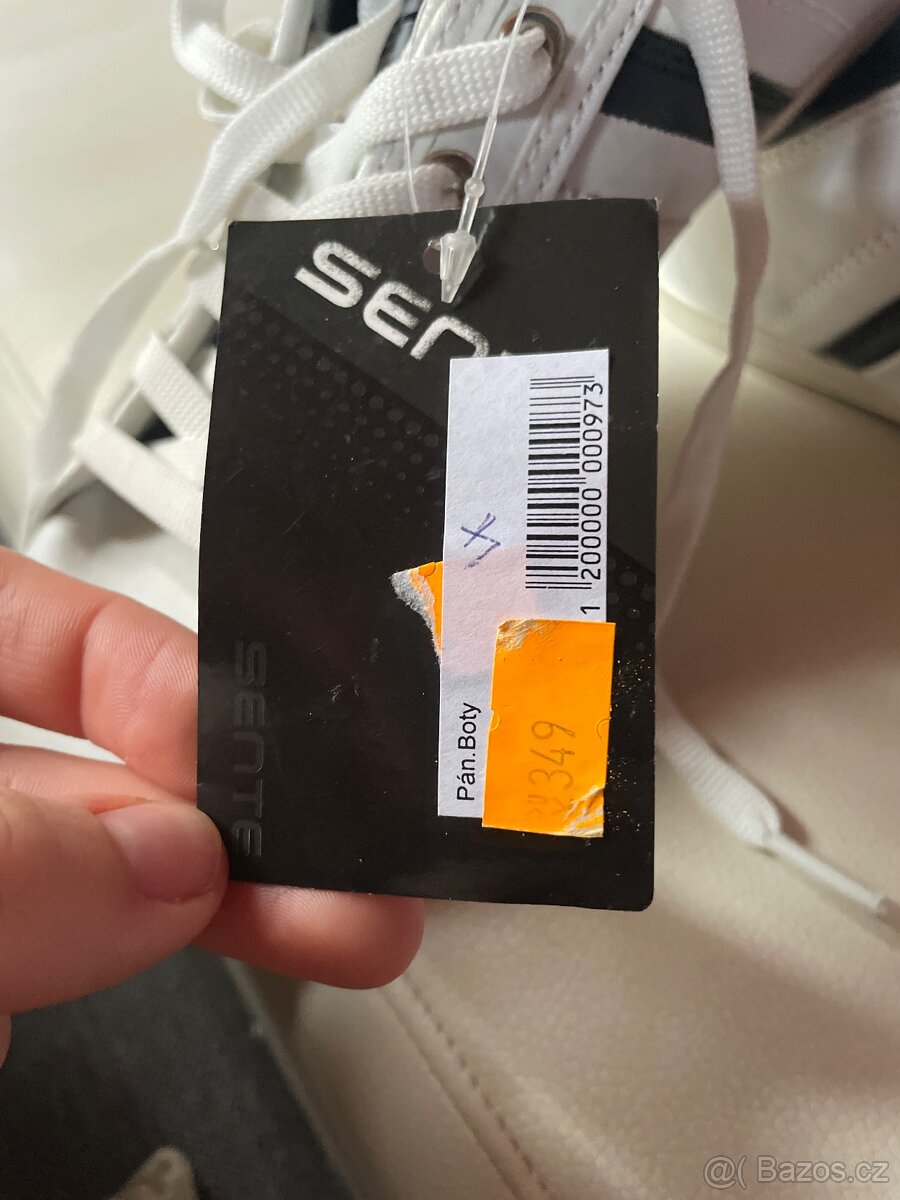 SEN
1 200000 000973
Pán.Boty
349
SENTE
@( Bazos.cz